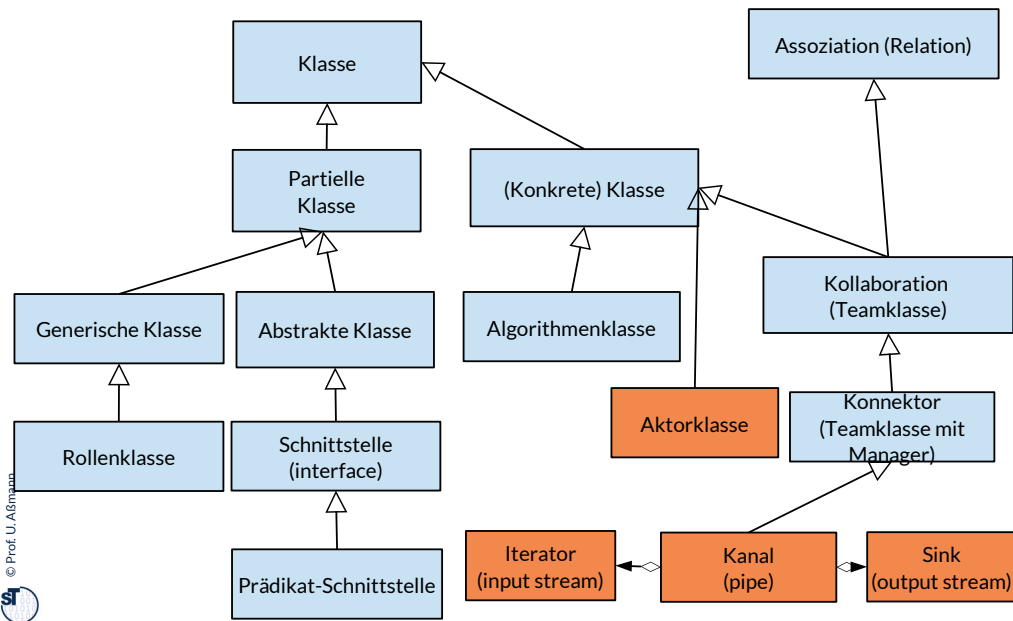 Klasse
Assoziation (Relation)
Partielle
Klasse
(Konkrete) Klasse
Kollaboration
(Teamklasse)
Generische Klasse
Abstrakte Klasse
Algorithmenklasse
Aktorklasse
Konnektor
(Teamklasse mit
Manager)
Rollenklasse
Schnittstelle
(interface)
Iterator
(input stream)
Kanal
(pipe)
Sink
(output stream)
Prädikat-Schnittstelle
© Prof. U. Aßmann
ST